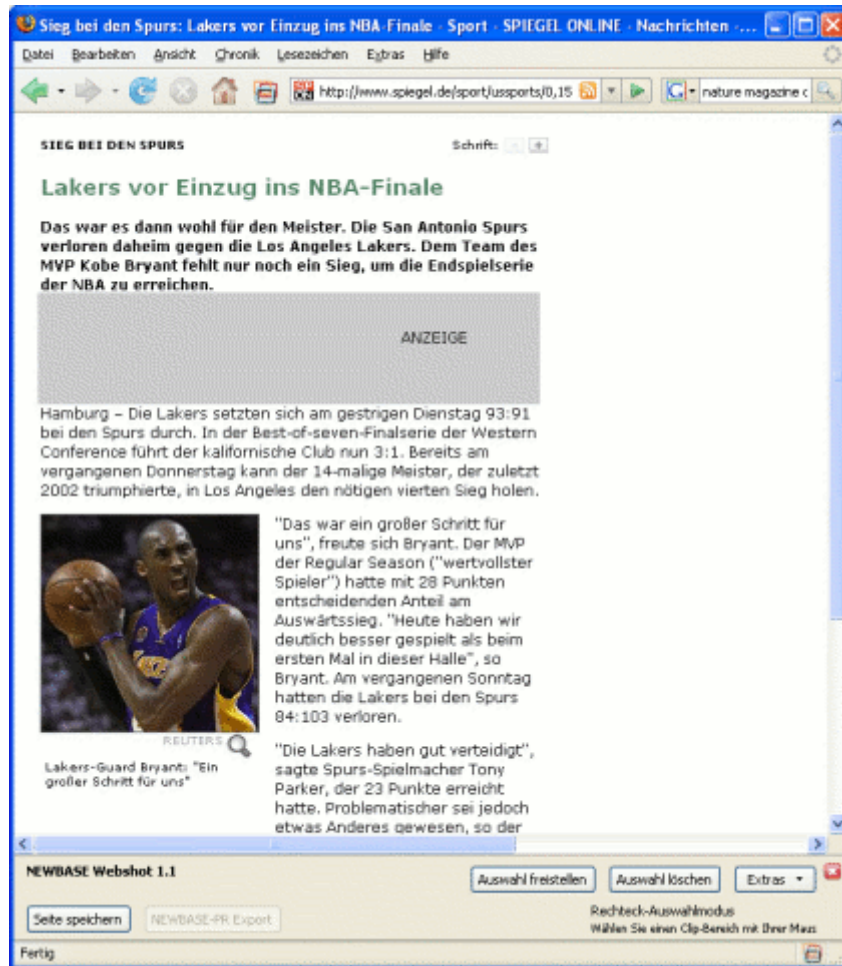 Sieg bei den Spurs: Lakers vor Einzug ins NBA-Finale - Sport - SPIEGEL ONLINE - Nachrichten - ...
Datei Bearbeiten Ansicht Chronik Lesezeichen Extras Hilfe
http://www.spiegel.de/sport/ussports/0,15
nature magazine c
SIEG BEI DEN SPURS
Schrift:
Lakers vor Einzug ins NBA-Finale
Das war es dann wohl für den Meister. Die San Antonio Spurs
verloren daheim gegen die Los Angeles Lakers. Dem Team des
MVP Kobe Bryant fehlt nur noch ein Sieg, um die Endspielserie
der NBA zu erreichen.
ANZEIGE
Hamburg - Die Lakers setzten sich am gestrigen Dienstag 93:91
bei den Spurs durch. In der Best-of-seven-Finalserie der Western
Conference führt der kalifornische Club nun 3:1. Bereits am
vergangenen Donnerstag kann der 14-malige Meister, der zuletzt
2002 triumphierte, in Los Angeles den nötigen vierten Sieg holen.
"Das war ein großer Schritt für
uns", freute sich Bryant. Der MVP
der Regular Season ("wertvollster
Spieler") hatte mit 28 Punkten
entscheidenden Anteil am
Auswärtssieg. "Heute haben wir
deutlich besser gespielt als beim
ersten Mal in dieser Halle", so
Bryant. Am vergangenen Sonntag
hatten die Lakers bei den Spurs
84:103 verloren.
REUTERS
Lakers-Guard Bryant: "Ein
großer Schritt für uns"
"Die Lakers haben gut verteidigt",
sagte Spurs-Spielmacher Tony
Parker, der 23 Punkte erreicht
hatte. Problematischer sei jedoch
etwas Anderes gewesen, so der
NEWBASE Webshot 1.1
Auswahl freistellen Auswahl löschen Extras
Seite speichern NEWBASE-PR Export
Rechteck-Auswahlmodus
Wählen Sie einen Clip-Bereich mit Ihrer Maus
Fertig